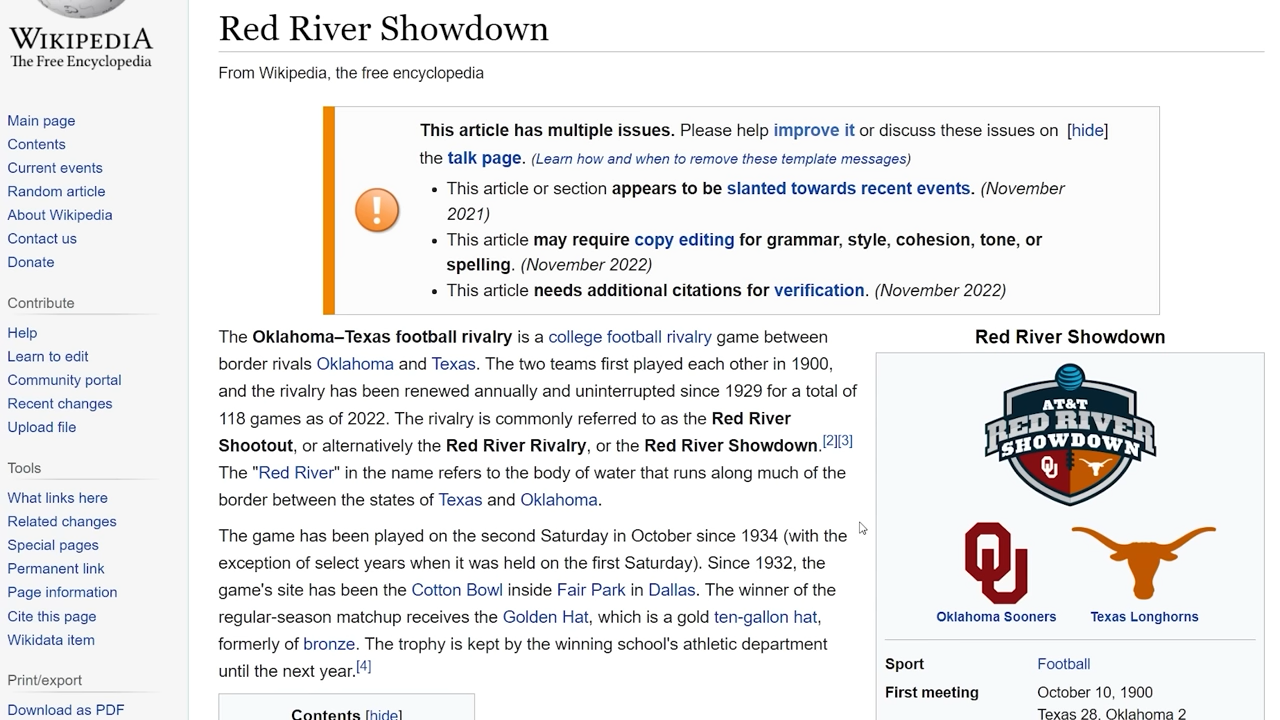 WIKIPEDIA
The Free Encyclopedia
Main page
Contents
Current events
Random article
About Wikipedia
Contact us
Donate
Contribute
Help
Learn to edit
Community portal
Recent changes
Upload file
Tools
What links here
Related changes
Special pages
Permanent link
Page information
Cite this page
Wikidata item
Print/export
Download as PDF
Red River Showdown
From Wikipedia, the free encyclopedia
This article has multiple issues. Please help improve it or discuss these issues on [hide]
the talk page. (Learn how and when to remove these template messages)
• This article or section appears to be slanted towards recent events. (November
2021)
• This article may require copy editing for grammar, style, cohesion, tone, or
spelling. (November 2022)
• This article needs additional citations for verification. (November 2022)
The Oklahoma–Texas football rivalry is a college football rivalry game between
border rivals Oklahoma and Texas. The two teams first played each other in 1900,
and the rivalry has been renewed annually and uninterrupted since 1929 for a total of
118 games as of 2022. The rivalry is commonly referred to as the Red River
Shootout, or alternatively the Red River Rivalry, or the Red River Showdown.[2][3]
The "Red River" in the name refers to the body of water that runs along much of the
border between the states of Texas and Oklahoma.
The game has been played on the second Saturday in October since 1934 (with the
exception of select years when it was held on the first Saturday). Since 1932, the
game's site has been the Cotton Bowl inside Fair Park in Dallas. The winner of the
regular-season matchup receives the Golden Hat, which is a gold ten-gallon hat,
formerly of bronze. The trophy is kept by the winning school's athletic department
until the next year.[4]
Contents [hide]
Red River Showdown
AT&T
RED RIVER
SHOWDOWN
OU
OU
Oklahoma Sooners Texas Longhorns
Sport Football
First meeting October 10, 1900
Texas 28, Oklahoma 2